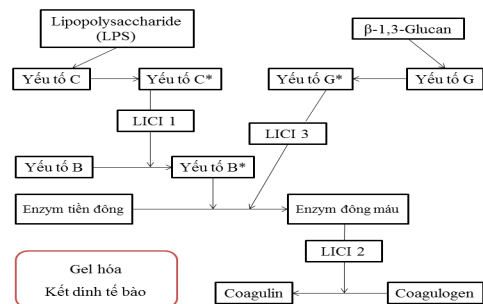 Lipopolysaccharide
(LPS)
β-1,3-Glucan
Yếu tố C
Yếu tố C*
Yếu tố G*
Yếu tố G
LICI 1
LICI 3
Yếu tố B
Yếu tố B*
Enzym tiền đông
Enzym đông máu
LICI 2
Gel hóa
Kết dinh tế bào
Coagulin
Coagulogen